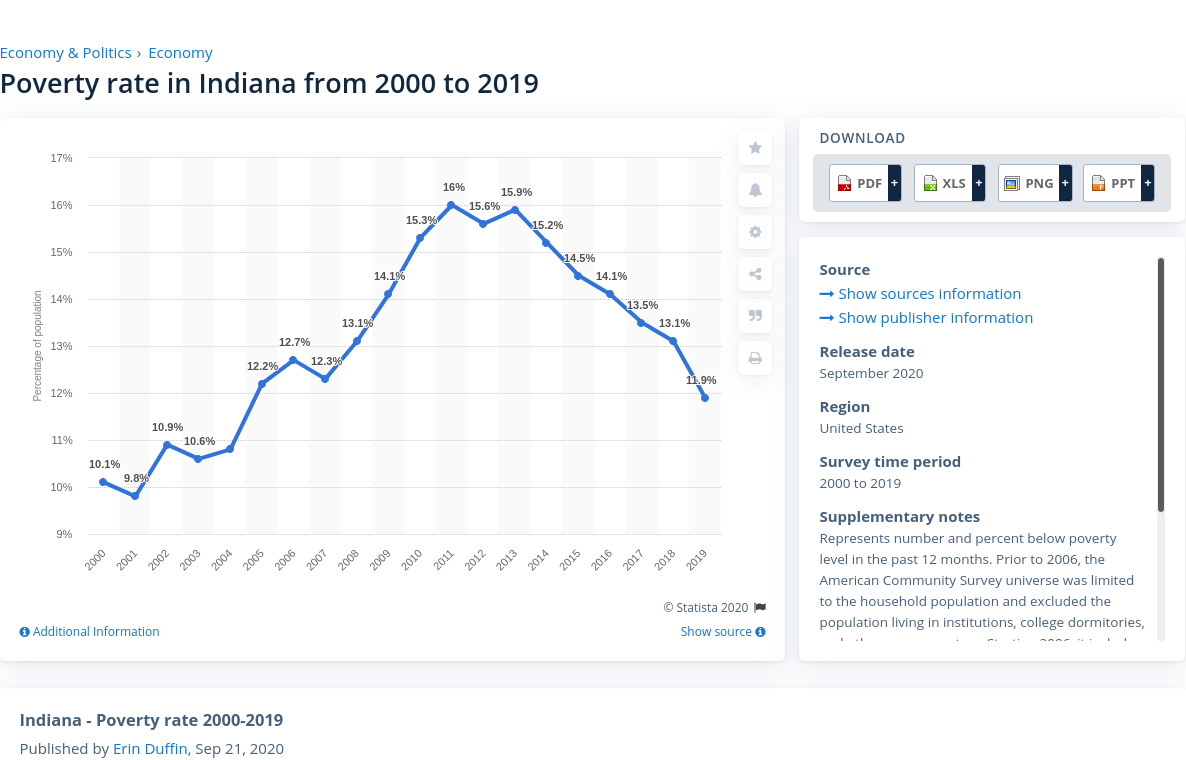 Economy & Politics › Economy
Poverty rate in Indiana from 2000 to 2019
17%
16%
15%
14%
13%
12%
11%
10%
9%
Percentage of population
10.1%
9.8%
10.9%
10.6%
12.2%
12.7%
12.3%
13.1%
14.1%
15.3%
16%
15.6%
15.9%
15.2%
14.5%
14.1%
13.5%
13.1%
11.9%
2000
2001
2002
2003
2004
2005
2006
2007
2008
2009
2010
2011
2012
2013
2014
2015
2016
2017
2018
2019
© Statista 2020
Additional Information
Show source
DOWNLOAD
PDF +
XLS +
PNG +
PPT +
Source
Show sources information
Show publisher information
Release date
September 2020
Region
United States
Survey time period
2000 to 2019
Supplementary notes
Represents number and percent below poverty
level in the past 12 months. Prior to 2006, the
American Community Survey universe was limited
to the household population and excluded the
population living in institutions, college dormitories,
Indiana - Poverty rate 2000-2019
Published by Erin Duffin, Sep 21, 2020